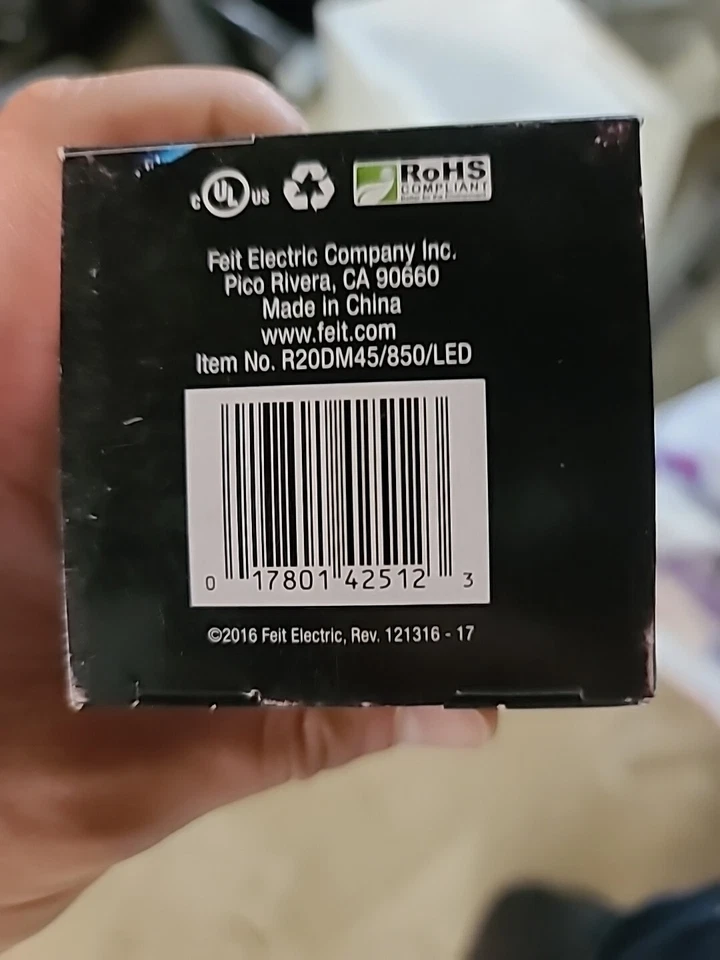 C UL US
RoHS
COMPLIANT
Feit Electric Company Inc.
Pico Rivera, CA 90660
Made in China
www.feit.com
Item No. R20DM45/850/LED
0 17801 42512 3
©2016 Feit Electric, Rev. 121316 - 17